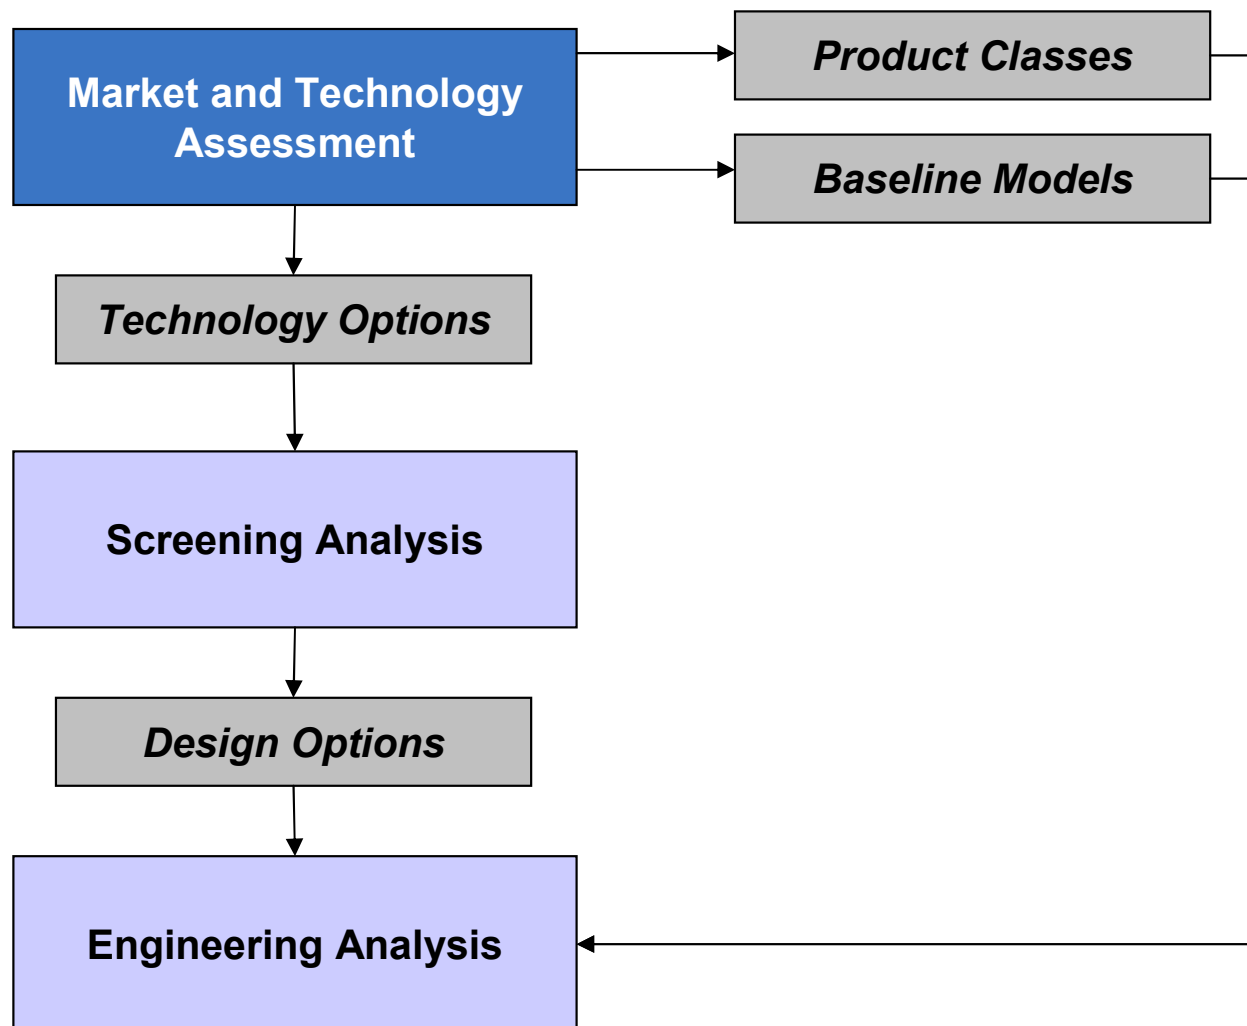 Market and Technology
Assessment
Product Classes
Baseline Models
Technology Options
Screening Analysis
Design Options
Engineering Analysis